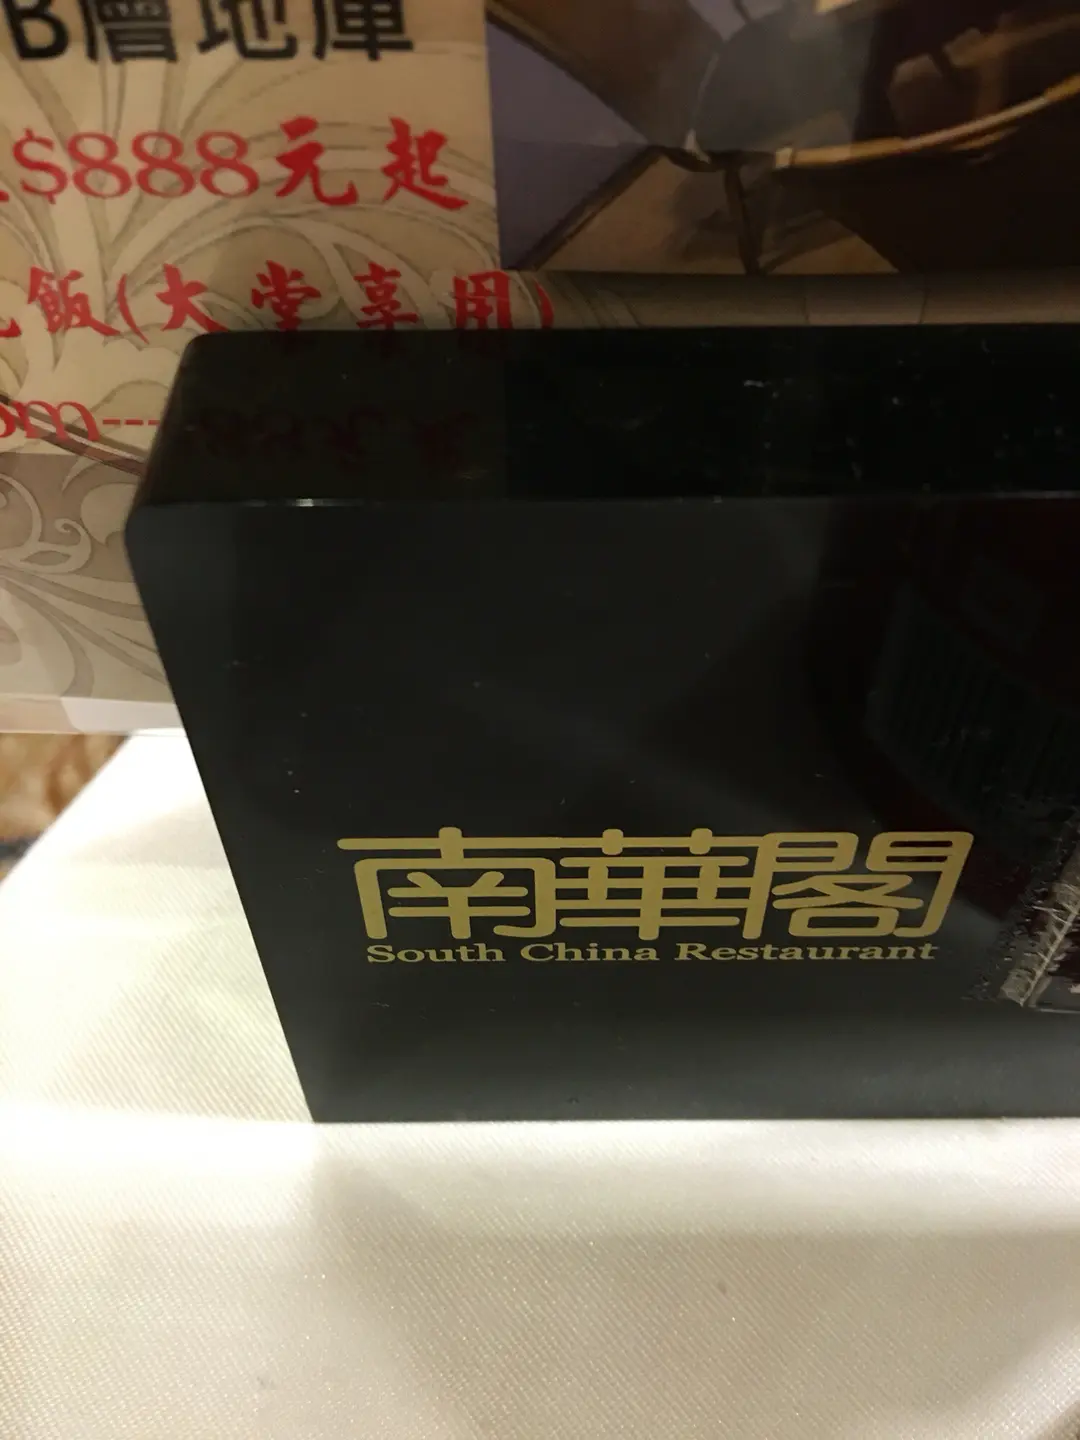 B層地庫
$888元起
飯(大堂享用)
om---
南華閣
South China Restaurant